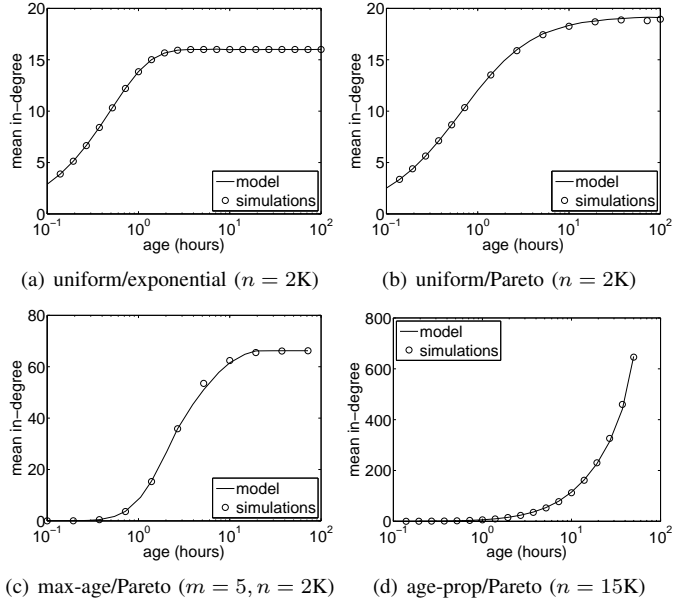 20
15
10
5
0
mean in-degree
10^-1 10^0 10^1 10^2
age (hours)
model
simulations
(a) uniform/exponential (n = 2K)
20
15
10
5
0
mean in-degree
10^-1 10^0 10^1 10^2
age (hours)
model
simulations
(b) uniform/Pareto (n = 2K)
80
60
40
20
0
mean in-degree
10^-1 10^0 10^1 10^2
age (hours)
model
simulations
(c) max-age/Pareto (m = 5, n = 2K)
800
600
400
200
0
mean in-degree
10^-1 10^0 10^1 10^2
age (hours)
model
simulations
(d) age-prop/Pareto (n = 15K)